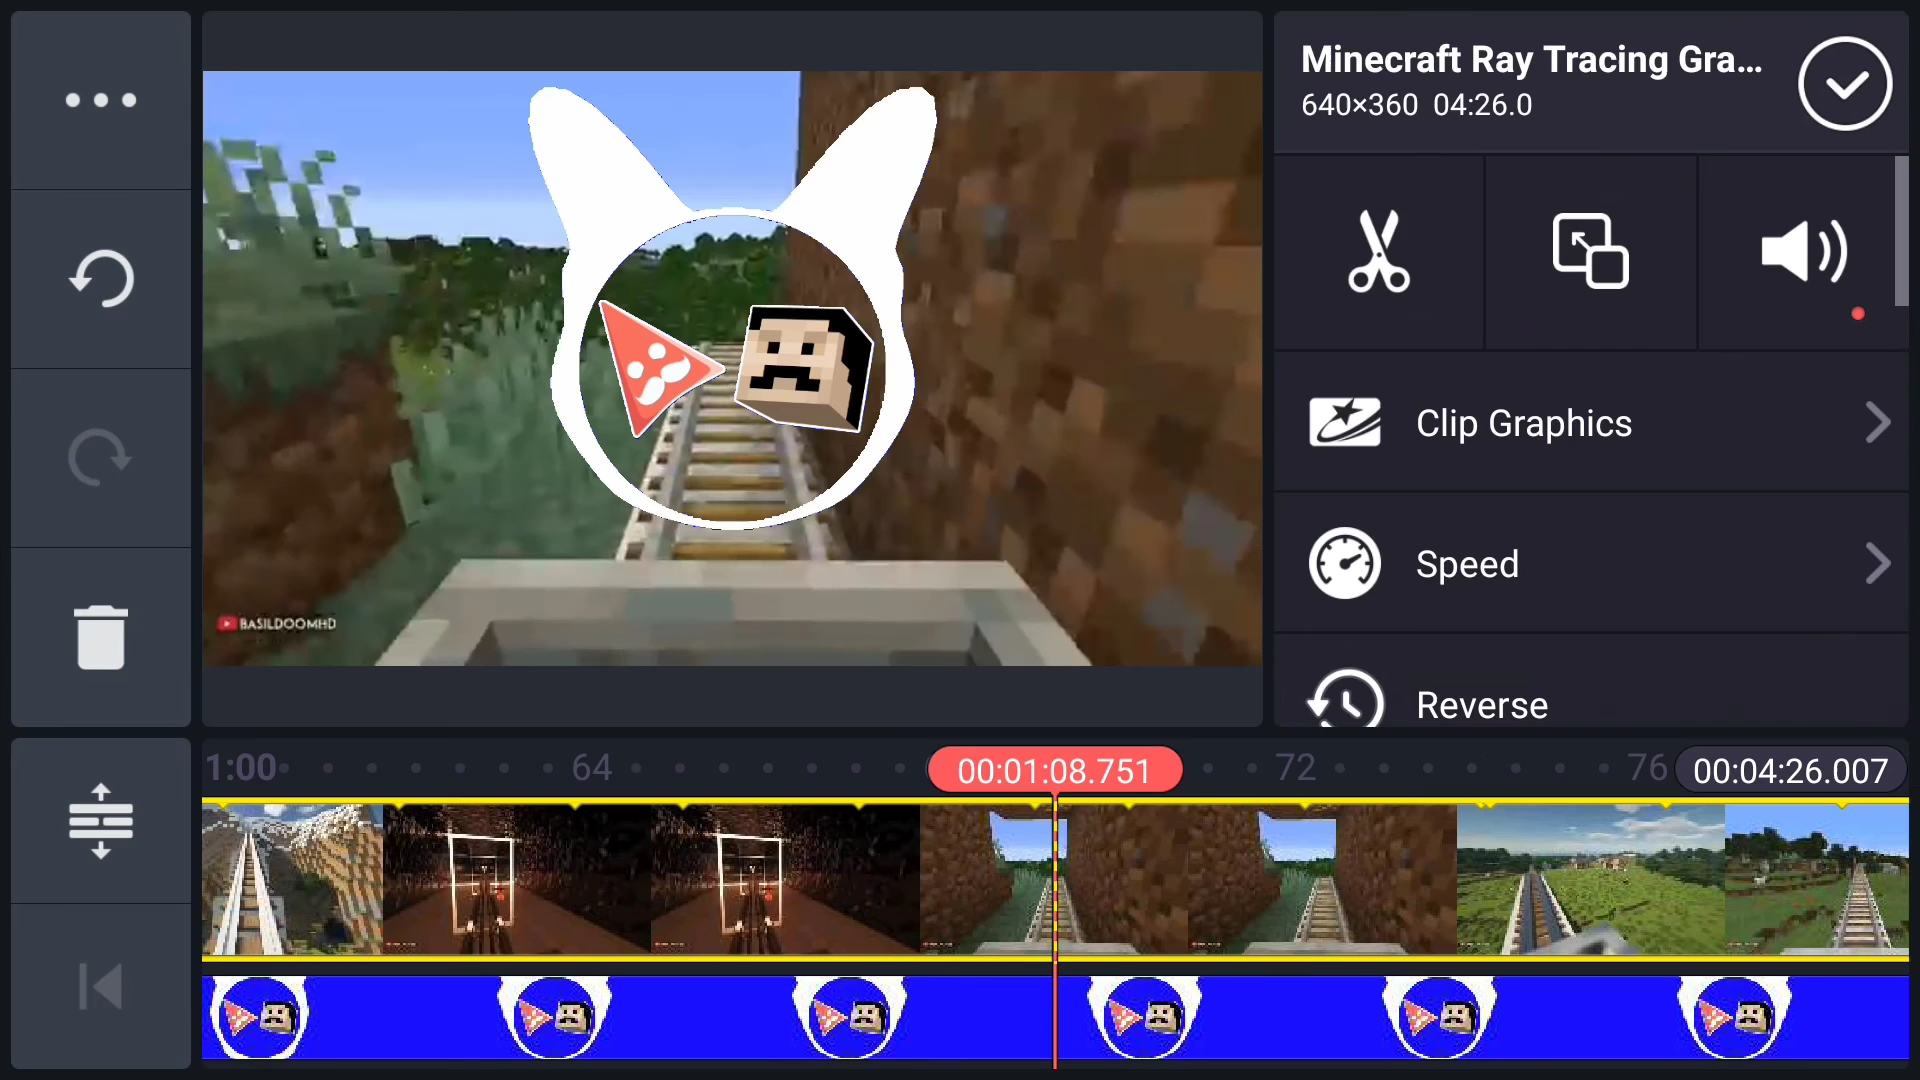 Minecraft Ray Tracing Gra...
640×360 04:26.0
Clip Graphics
Speed
Reverse
BASILDOOMHD
1:00
64
00:01:08.751
72
76
00:04:26.007